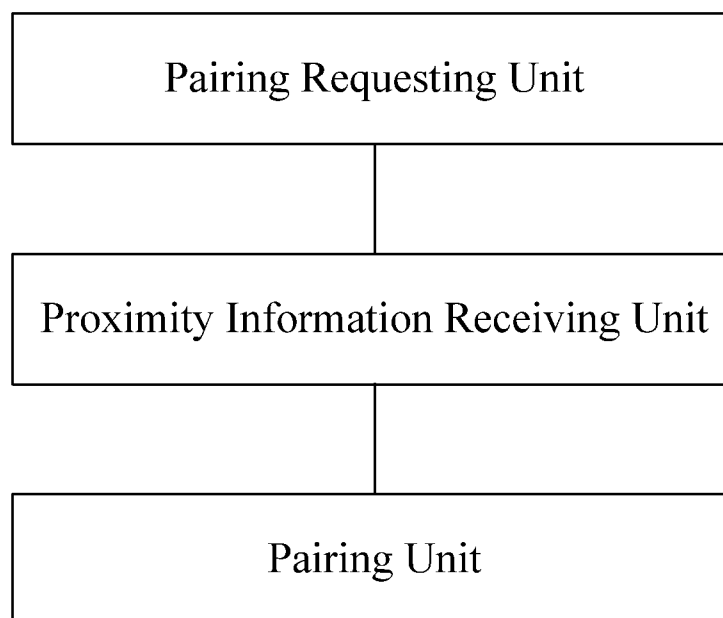 Pairing Requesting Unit
Proximity Information Receiving Unit
Pairing Unit